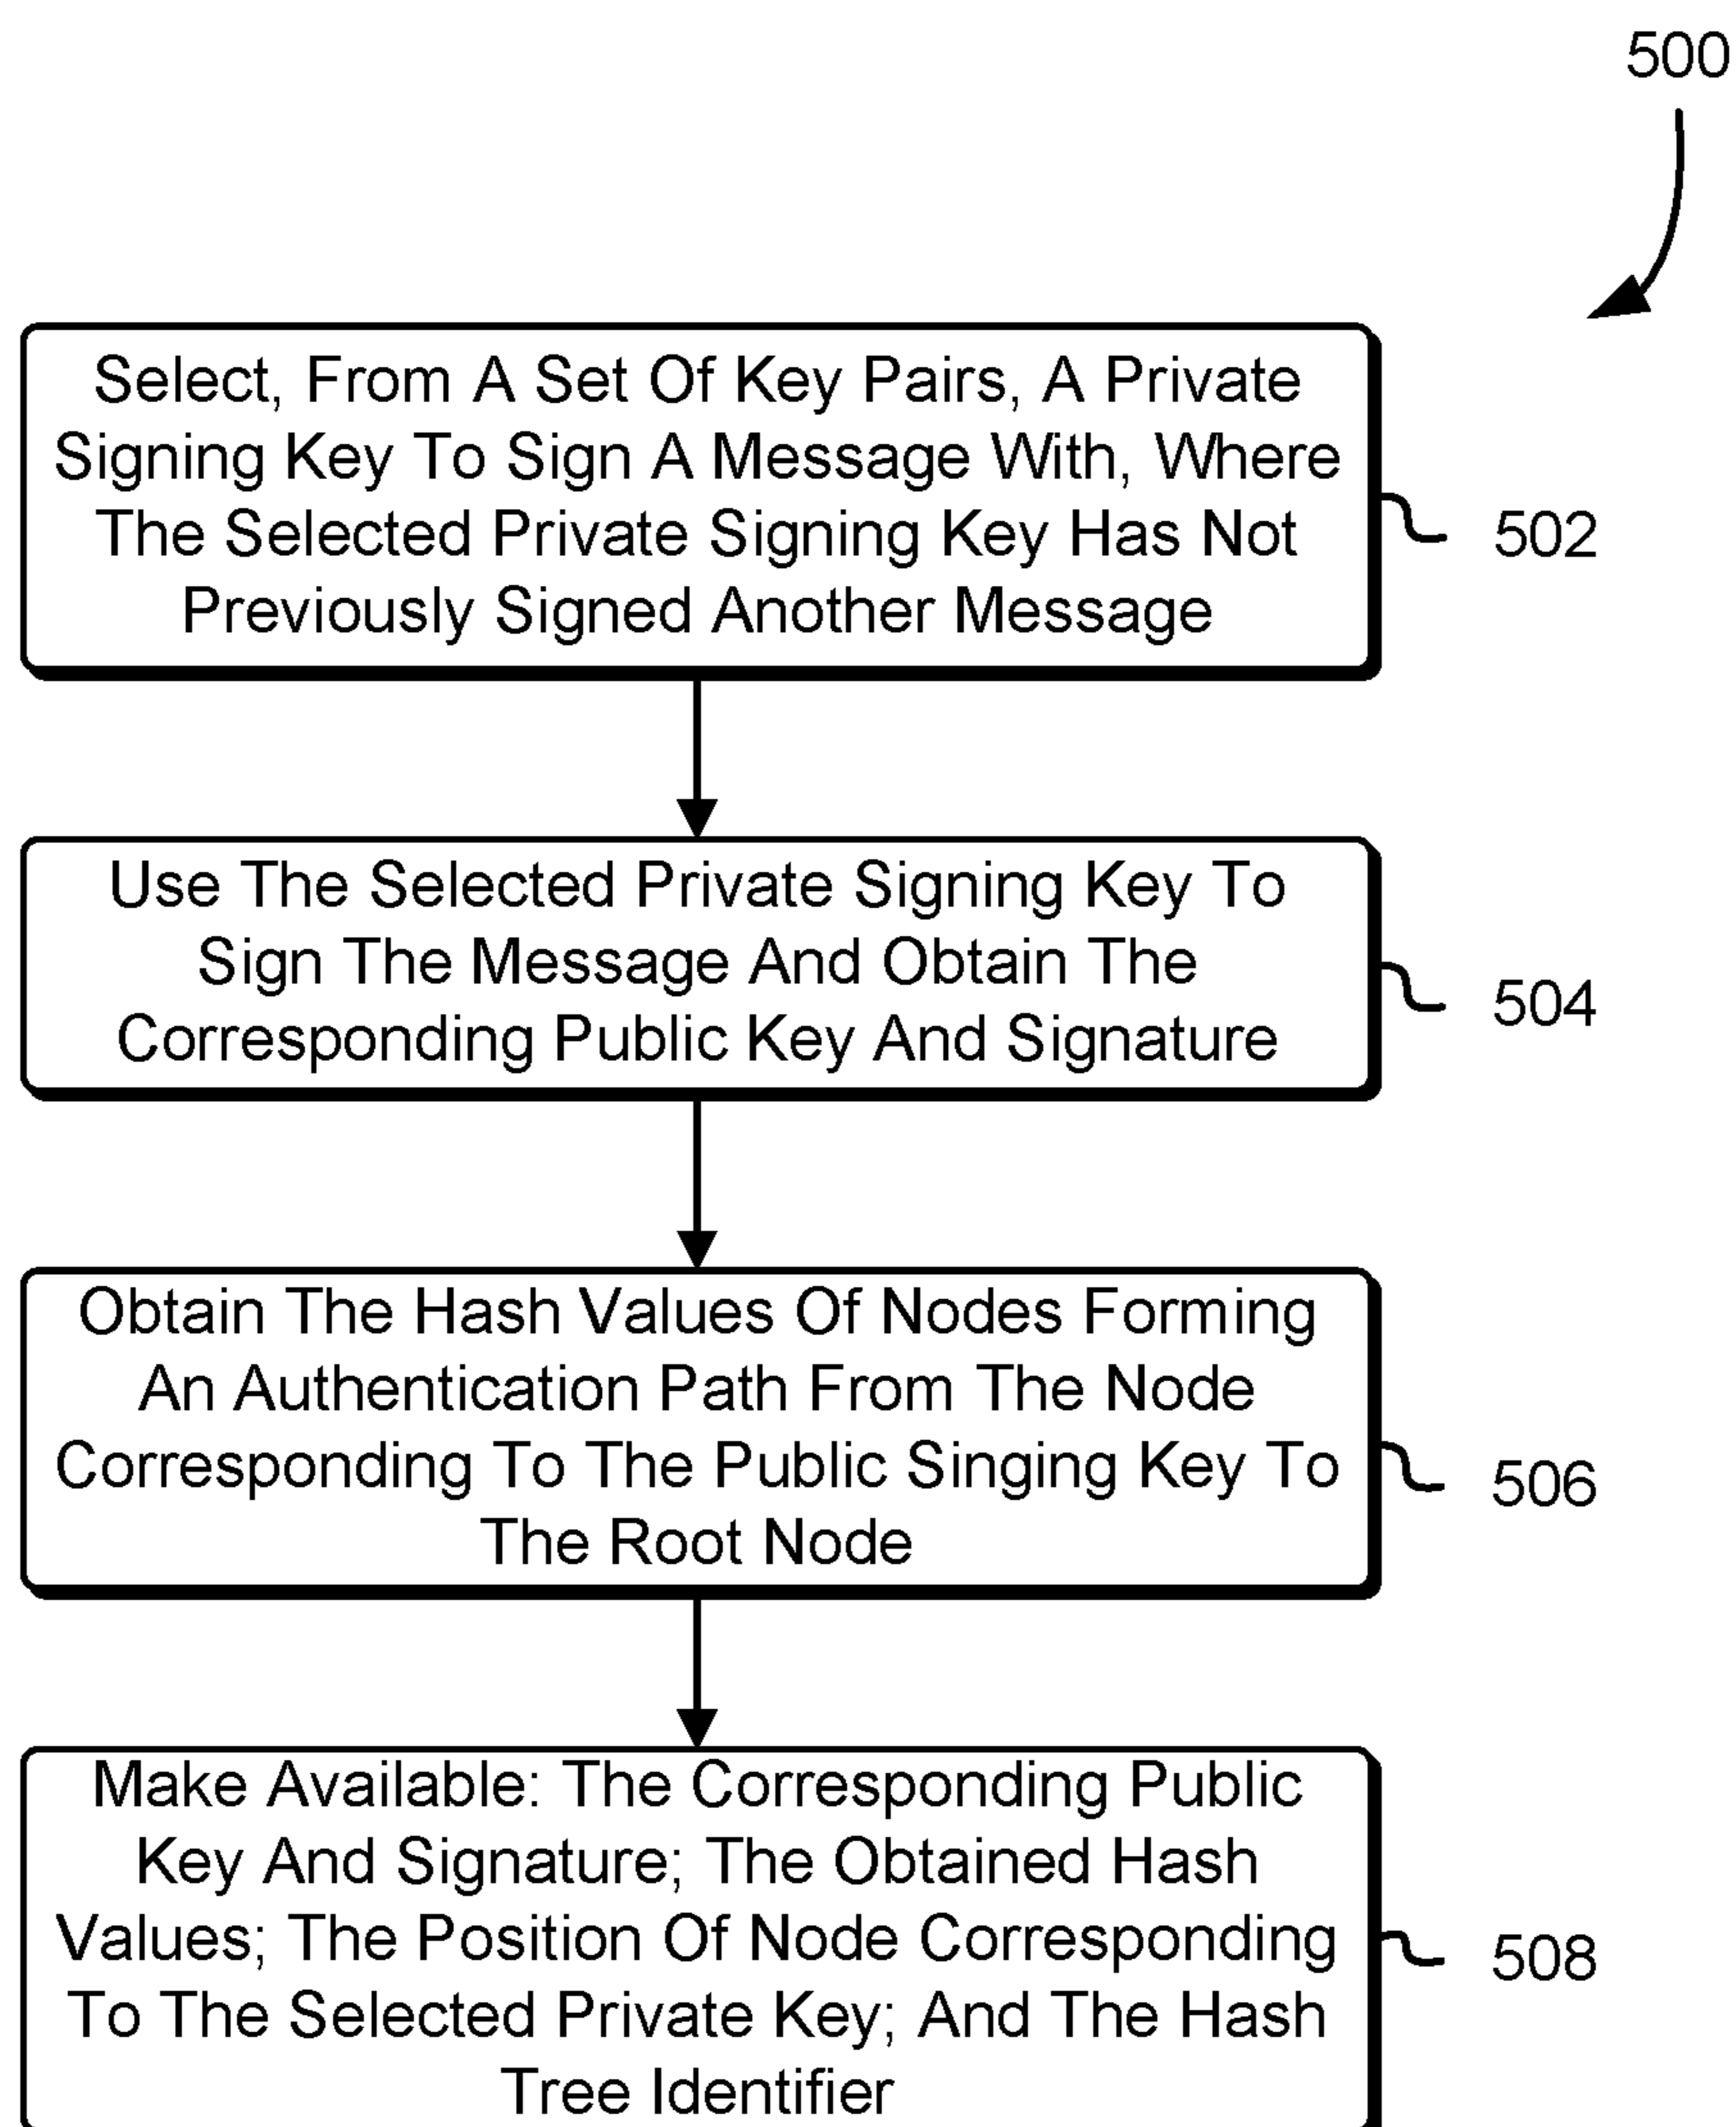 500
Select, From A Set Of Key Pairs, A Private
Signing Key To Sign A Message With, Where
The Selected Private Signing Key Has Not
Previously Signed Another Message
502
Use The Selected Private Signing Key To
Sign The Message And Obtain The
Corresponding Public Key And Signature
504
Obtain The Hash Values Of Nodes Forming
An Authentication Path From The Node
Corresponding To The Public Singing Key To
The Root Node
506
Make Available: The Corresponding Public
Key And Signature; The Obtained Hash
Values; The Position Of Node Corresponding
To The Selected Private Key; And The Hash
Tree Identifier
508